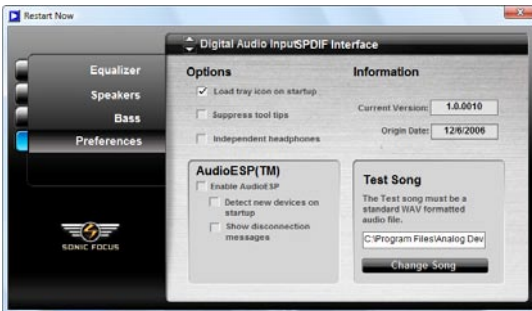 Restart Now
Digital Audio InputSPDIF Interface
Equalizer
Speakers
Bass
Preferences
SONIC FOCUS
Options
Load tray icon on startup
Suppress tool tips
Independent headphones
Information
Current Version: 1.0.0010
Origin Date: 12/6/2006
AudioESP(TM)
Enable AudioESP
Detect new devices on
startup
Show disconnection
messages
Test Song
The Test song must be a
standard WAV formatted
audio file.
C:\Program Files\Analog Dev
Change Song